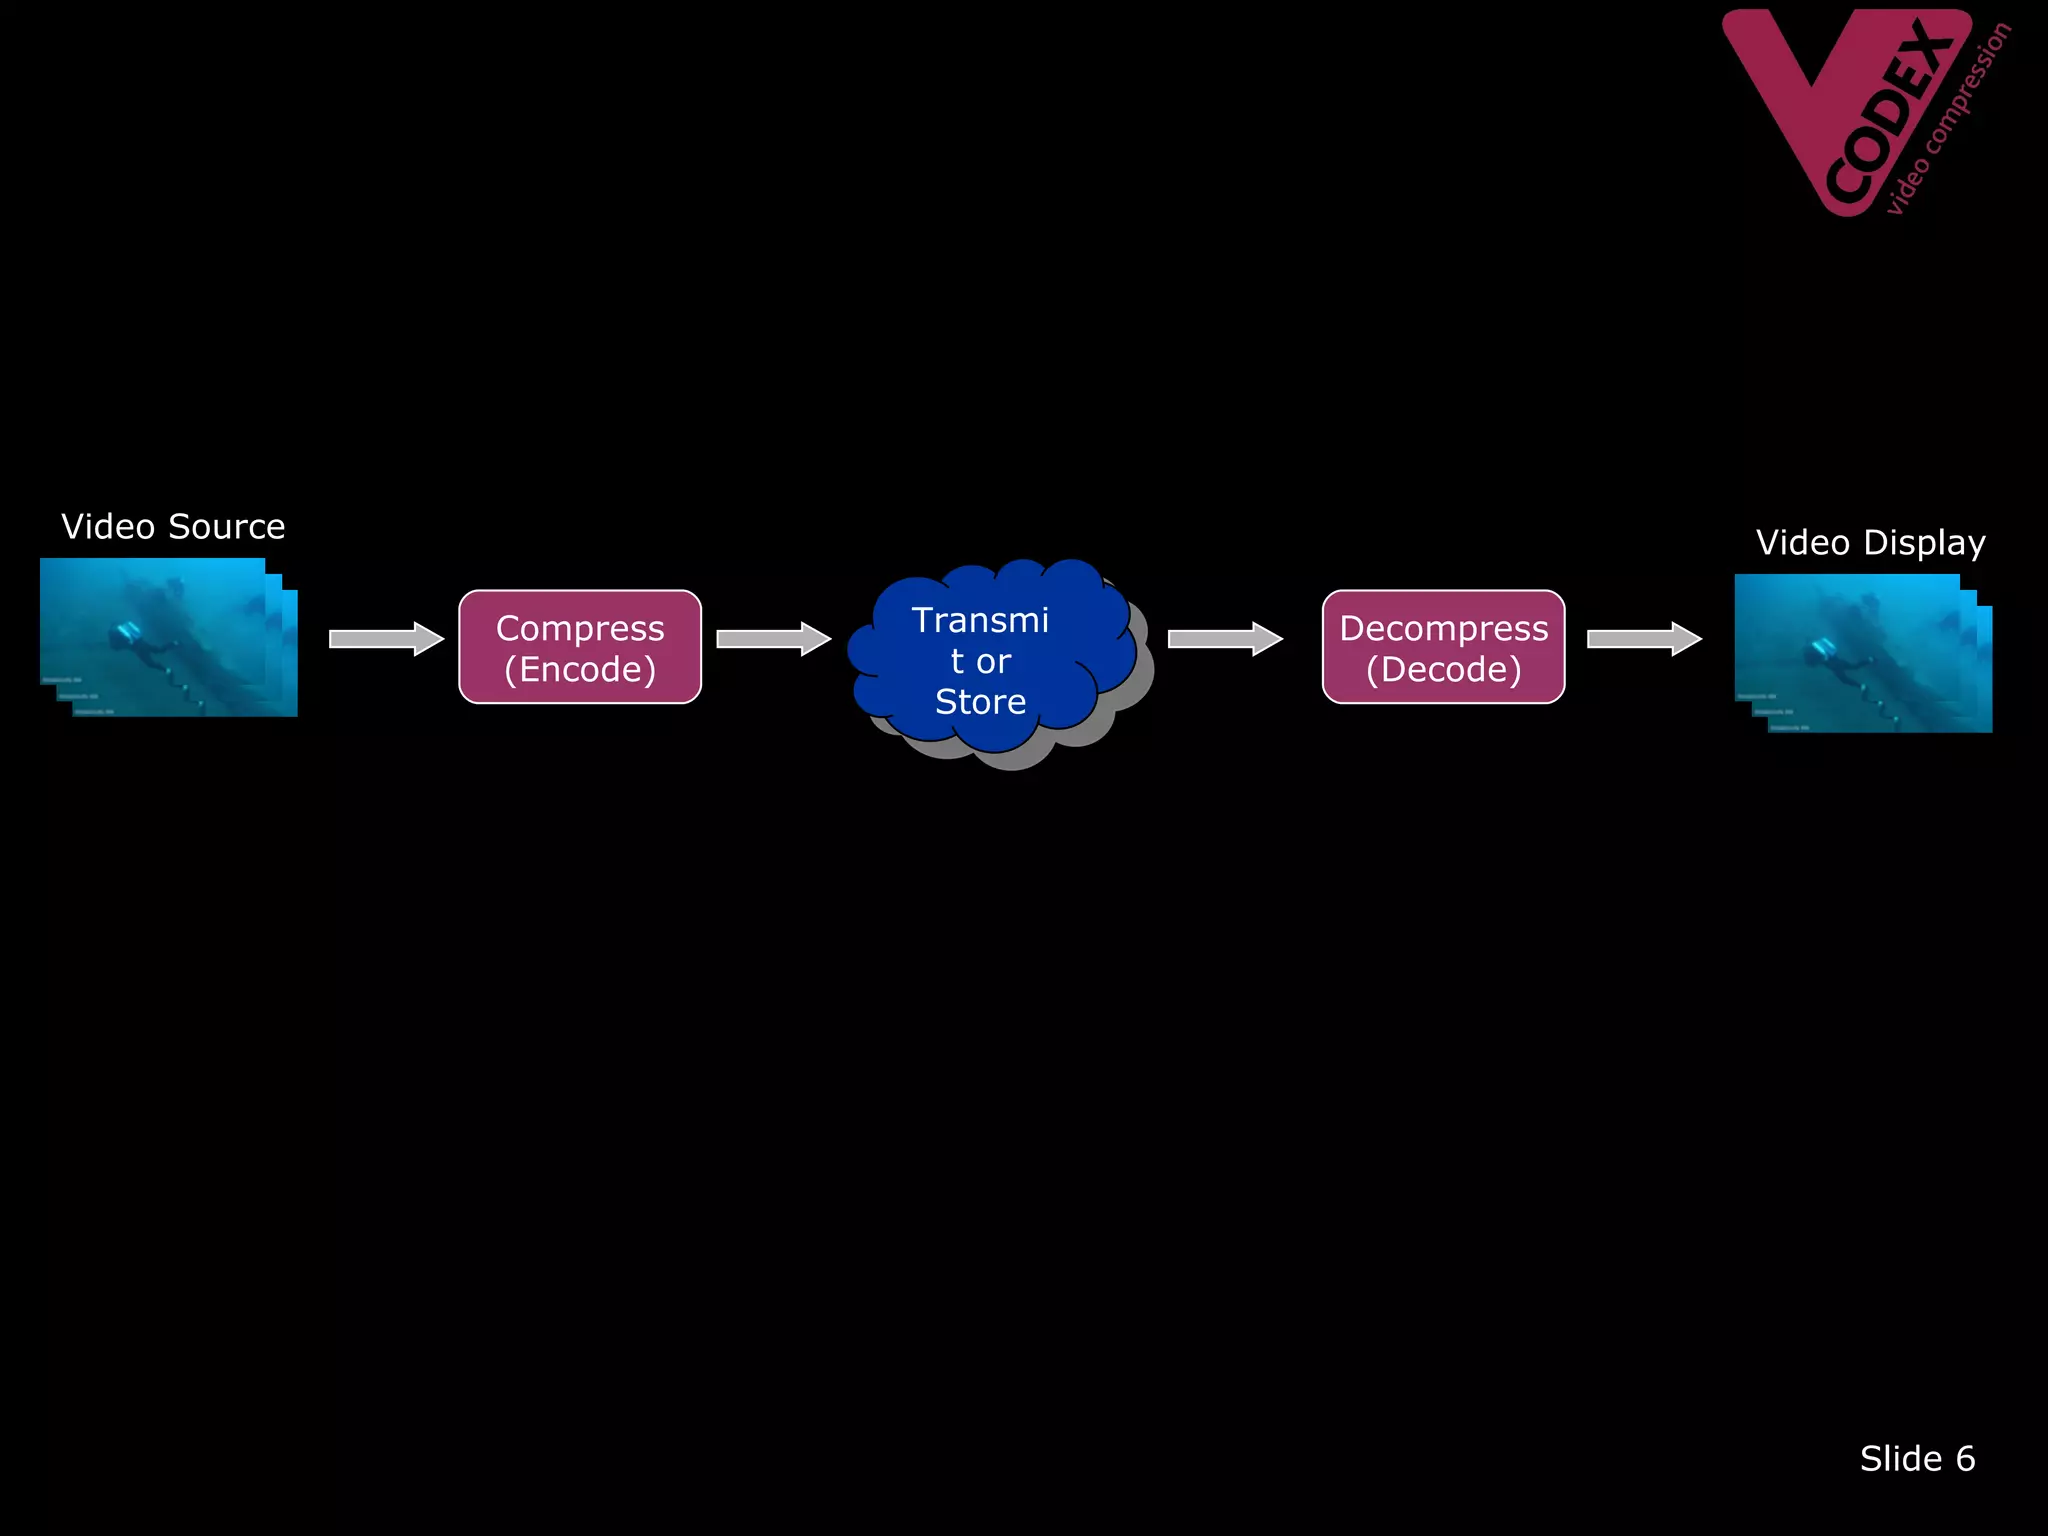 CODEX
video compression
Video Source
Video Display
Compress
(Encode)
Transmi
t or
Store
Decompress
(Decode)
Slide 6